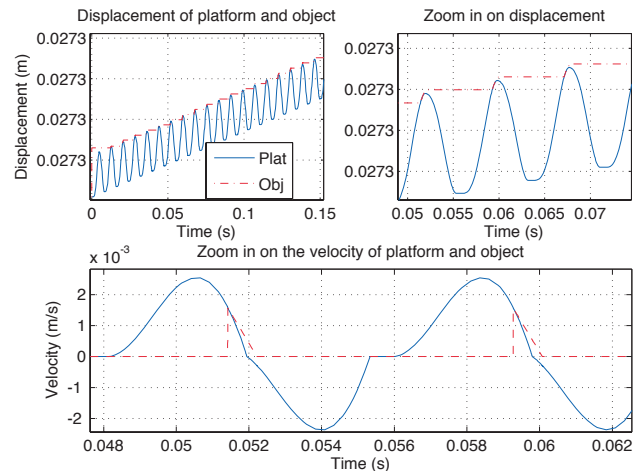 Displacement of platform and object
Displacement (m)
0.0273
0.0273
0.0273
0.0273
0 0.05 0.1 0.15
Time (s)
Plat
Obj
Zoom in on displacement
0.0273
0.0273
0.0273
0.0273
0.05 0.055 0.06 0.065 0.07
Time (s)
Zoom in on the velocity of platform and object
x 10⁻³
Velocity (m/s)
2
1
0
-1
-2
0.048 0.05 0.052 0.054 0.056 0.058 0.06 0.062
Time (s)